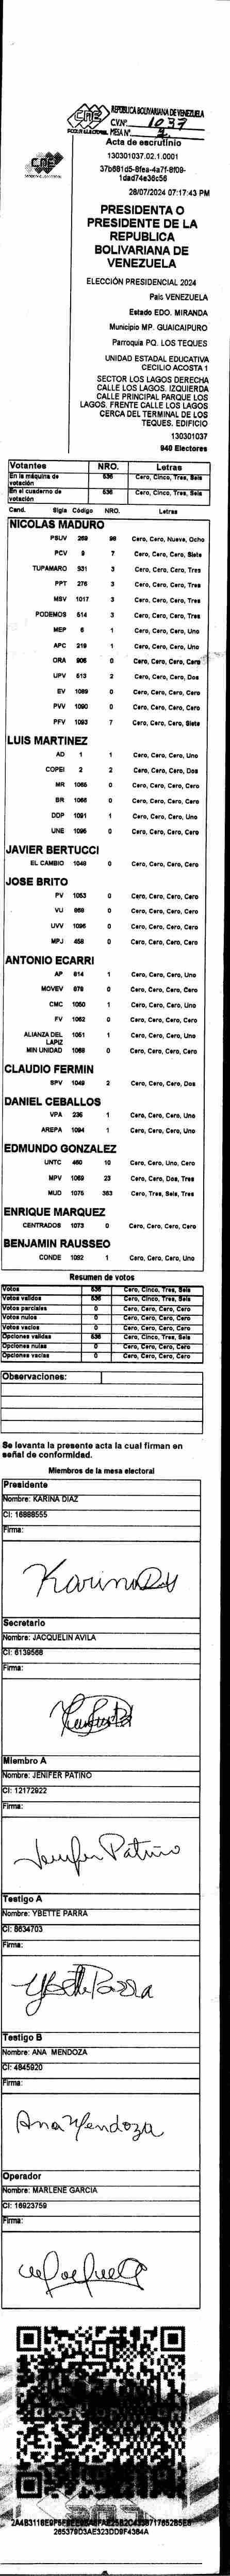 CNE
PODER ELECTORAL
REPÚBLICA BOLIVARIANA DE VENEZUELA
C.V.Nº 1037
MESA Nº 2
CNE
Acta de escrutinio
130301037.02.1.0001
37b681d5-8fea-4a7f-8f09-
1dad74e36c56
28/07/2024 07:17:43 PM
PRESIDENTA O
PRESIDENTE DE LA
REPUBLICA
BOLIVARIANA DE
VENEZUELA
ELECCIÓN PRESIDENCIAL 2024
País VENEZUELA
Estado EDO. MIRANDA
Municipio MP. GUAICAIPURO
Parroquia PQ. LOS TEQUES
UNIDAD ESTADAL EDUCATIVA
CECILIO ACOSTA 1
SECTOR LOS LAGOS DERECHA
CALLE LOS LAGOS. IZQUIERDA
CALLE PRINCIPAL PARQUE LOS
LAGOS. FRENTE CALLE LOS LAGOS
CERCA DEL TERMINAL DE LOS
TEQUES. EDIFICIO
130301037
940 Electores
Votantes NRO. Letras
En la máquina de votación 536 Cero, Cinco, Tres, Seis
En el cuaderno de votación 536 Cero, Cinco, Tres, Seis
Cand. Sigla Código NRO. Letras
NICOLAS MADURO
PSUV 269 98 Cero, Cero, Nueve, Ocho
PCV 9 7 Cero, Cero, Cero, Siete
TUPAMARO 931 3 Cero, Cero, Cero, Tres
PPT 276 3 Cero, Cero, Cero, Tres
MSV 1017 3 Cero, Cero, Cero, Tres
PODEMOS 514 3 Cero, Cero, Cero, Tres
MEP 6 1 Cero, Cero, Cero, Uno
APC 219 1 Cero, Cero, Cero, Uno
ORA 906 0 Cero, Cero, Cero, Cero
UPV 513 2 Cero, Cero, Cero, Dos
EV 1089 0 Cero, Cero, Cero, Cero
PVV 1090 0 Cero, Cero, Cero, Cero
PFV 1093 7 Cero, Cero, Cero, Siete
LUIS MARTINEZ
AD 1 1 Cero, Cero, Cero, Uno
COPEI 2 2 Cero, Cero, Cero, Dos
MR 1065 0 Cero, Cero, Cero, Cero
BR 1066 0 Cero, Cero, Cero, Cero
DDP 1091 1 Cero, Cero, Cero, Uno
UNE 1095 0 Cero, Cero, Cero, Cero
JAVIER BERTUCCI
EL CAMBIO 1049 0 Cero, Cero, Cero, Cero
JOSE BRITO
PV 1053 0 Cero, Cero, Cero, Cero
VU 869 0 Cero, Cero, Cero, Cero
UVV 1096 0 Cero, Cero, Cero, Cero
MPJ 458 0 Cero, Cero, Cero, Cero
ANTONIO ECARRI
AP 614 1 Cero, Cero, Cero, Uno
MOVEV 979 0 Cero, Cero, Cero, Cero
CMC 1050 1 Cero, Cero, Cero, Uno
FV 1062 0 Cero, Cero, Cero, Cero
ALIANZA DEL LAPIZ 1051 1 Cero, Cero, Cero, Uno
MIN UNIDAD 1068 0 Cero, Cero, Cero, Cero
CLAUDIO FERMIN
SPV 1049 2 Cero, Cero, Cero, Dos
DANIEL CEBALLOS
VPA 236 1 Cero, Cero, Cero, Uno
AREPA 1094 1 Cero, Cero, Cero, Uno
EDMUNDO GONZALEZ
UNTC 460 10 Cero, Cero, Uno, Cero
MPV 1069 23 Cero, Cero, Dos, Tres
MUD 1075 363 Cero, Tres, Seis, Tres
ENRIQUE MARQUEZ
CENTRADOS 1073 0 Cero, Cero, Cero, Cero
BENJAMIN RAUSSEO
CONDE 1092 1 Cero, Cero, Cero, Uno
Resumen de votos
Votos 536 Cero, Cinco, Tres, Seis
Votos validos 536 Cero, Cinco, Tres, Seis
Votos parciales 0 Cero, Cero, Cero, Cero
Votos nulos 0 Cero, Cero, Cero, Cero
Votos vacios 0 Cero, Cero, Cero, Cero
Opciones validas 536 Cero, Cinco, Tres, Seis
Opciones nulas 0 Cero, Cero, Cero, Cero
Opciones vacias 0 Cero, Cero, Cero, Cero
Observaciones:
Se levanta la presente acta la cual firman en
señal de conformidad.
Miembros de la mesa electoral
Presidente
Nombre: KARINA DIAZ
CI: 16888555
Firma:
Secretario
Nombre: JACQUELIN AVILA
CI: 6139568
Firma:
Miembro A
Nombre: JENIFER PATINO
CI: 12172922
Firma:
Jenifer Patiño
Testigo A
Nombre: YBETTE PARRA
CI: 8634703
Firma:
Ybette Parra
Testigo B
Nombre: ANA MENDOZA
CI: 4845920
Firma:
Ana Mendoza
Operador
Nombre: MARLENE GARCIA
CI: 16923759
Firma:
265379D3AE323DD9F4384A